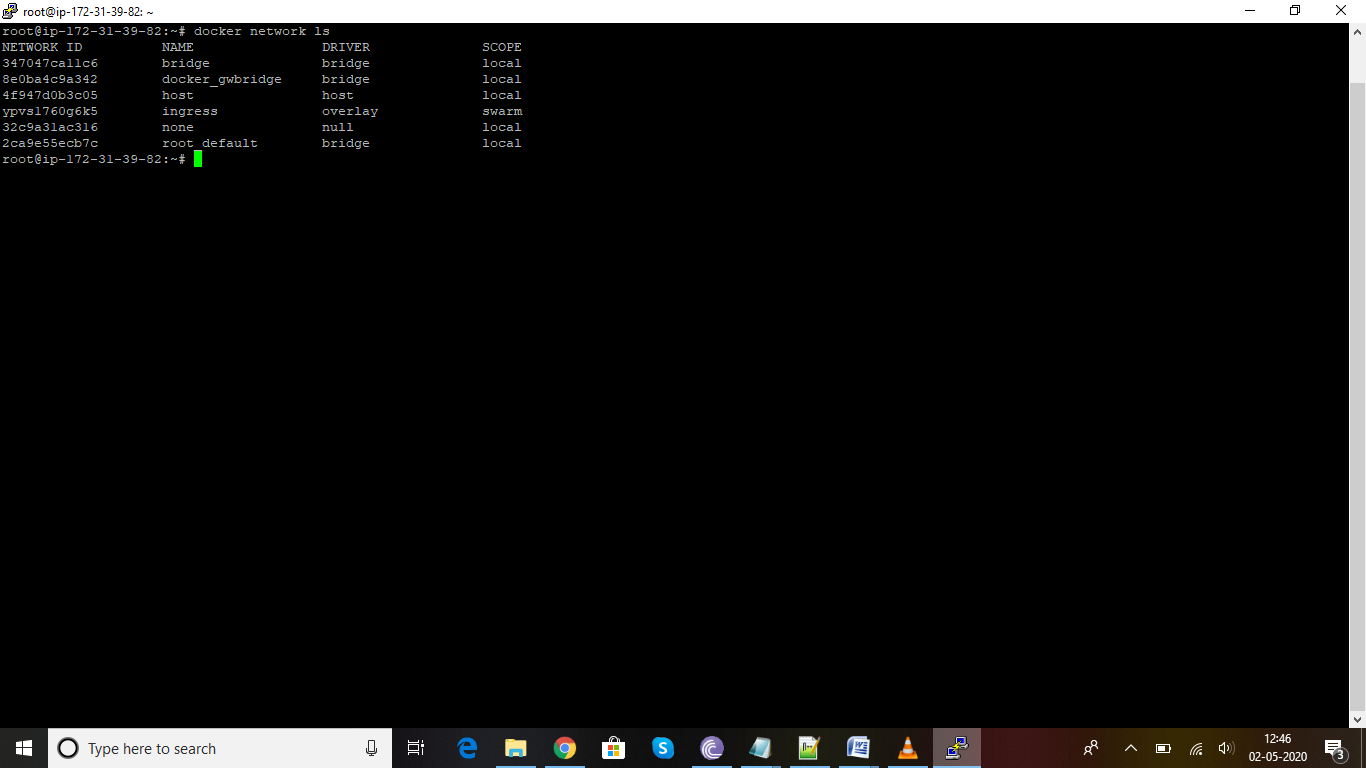 root@ip-172-31-39-82: ~
root@ip-172-31-39-82:~# docker network ls
NETWORK ID NAME DRIVER SCOPE
347047ca11c6 bridge bridge local
8e0ba4c9a342 docker_gwbridge bridge local
4f947d0b3c05 host host local
ypvs1760g6k5 ingress overlay swarm
32c9a31ac316 none null local
2ca9e55ecb7c root_default bridge local
root@ip-172-31-39-82:~#
Type here to search
12:46
02-05-2020
3